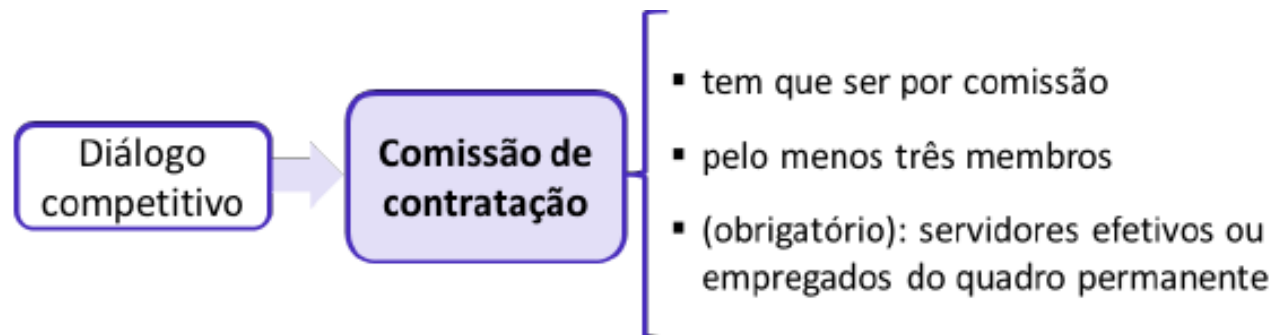 Diálogo
competitivo
Comissão de
contratação
▪ tem que ser por comissão
▪ pelo menos três membros
▪ (obrigatório): servidores efetivos ou
empregados do quadro permanente